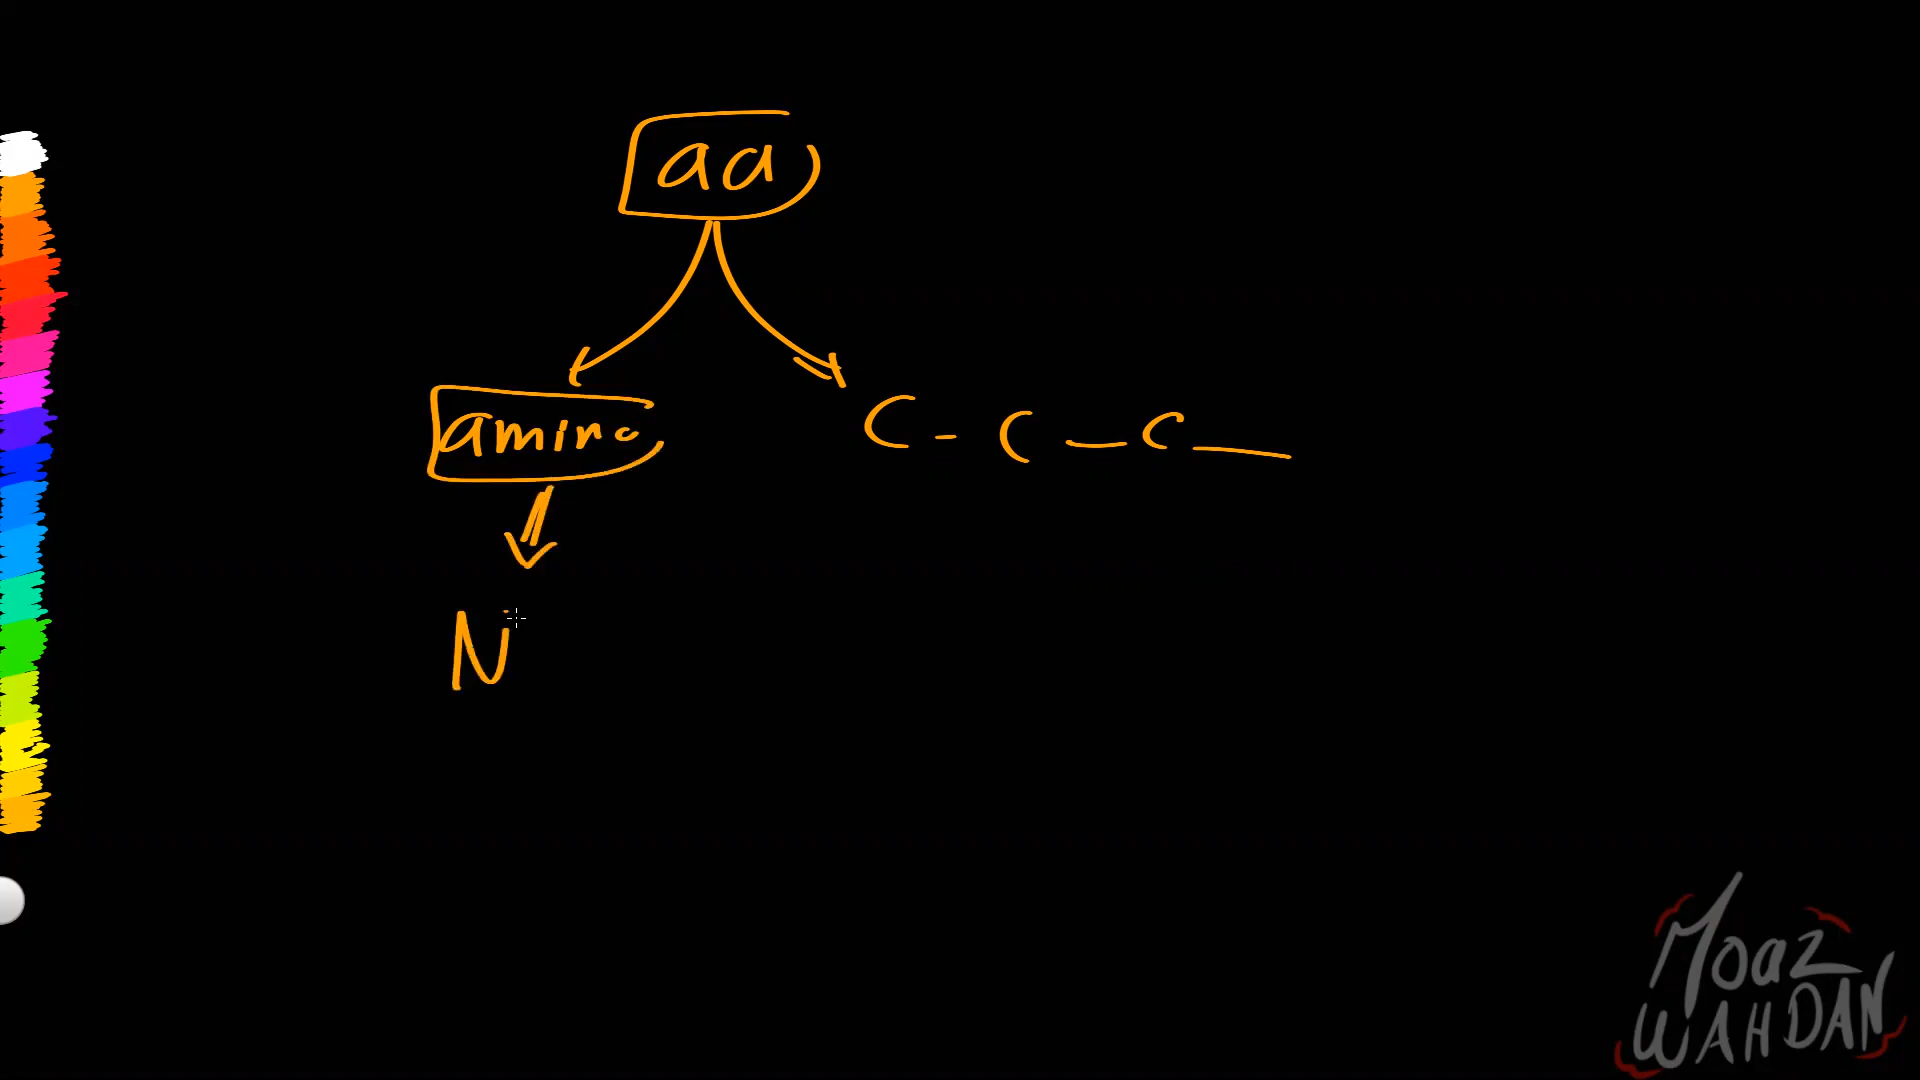 aa
amino
C - C - C -
N
MOAZ
WAHDAN